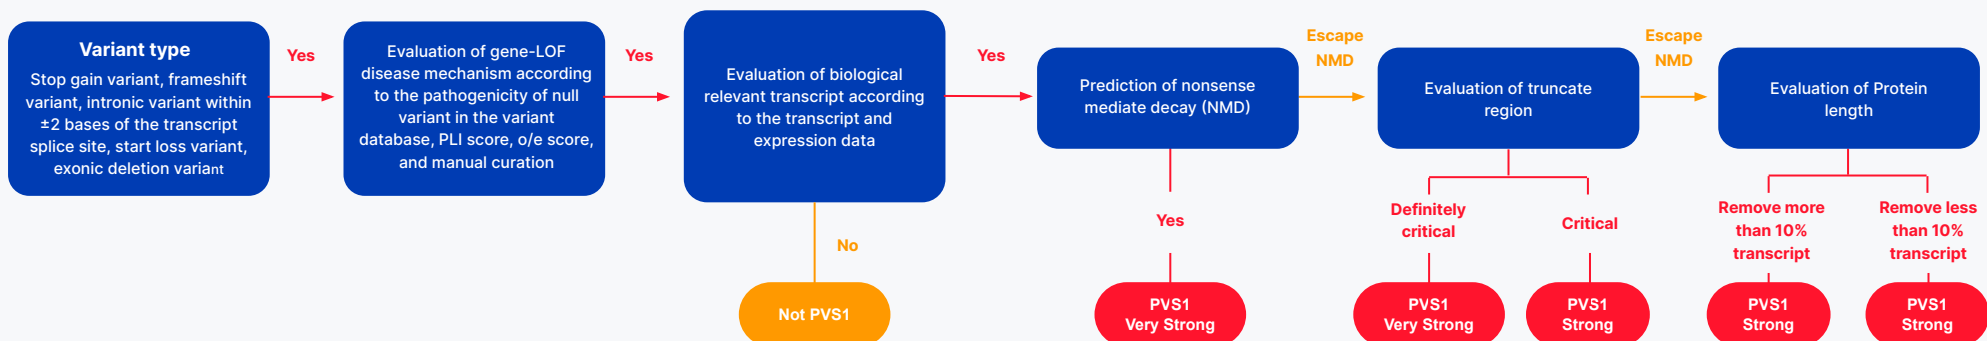 Variant type
Stop gain variant, frameshift
variant, intronic variant within
±2 bases of the transcript
splice site, start loss variant,
exonic deletion variant
Yes
Evaluation of gene-LOF
disease mechanism according
to the pathogenicity of null
variant in the variant
database, PLI score, o/e score,
and manual curation
Yes
Evaluation of biological
relevant transcript according
to the transcript and
expression data
Yes
No
Not PVS1
Prediction of nonsense
mediate decay (NMD)
Yes
PVS1
Very Strong
Escape
NMD
Evaluation of truncate
region
Definitely
critical
PVS1
Very Strong
Critical
PVS1
Strong
Escape
NMD
Evaluation of Protein
length
Remove more
than 10%
transcript
PVS1
Strong
Remove less
than 10%
transcript
PVS1
Strong